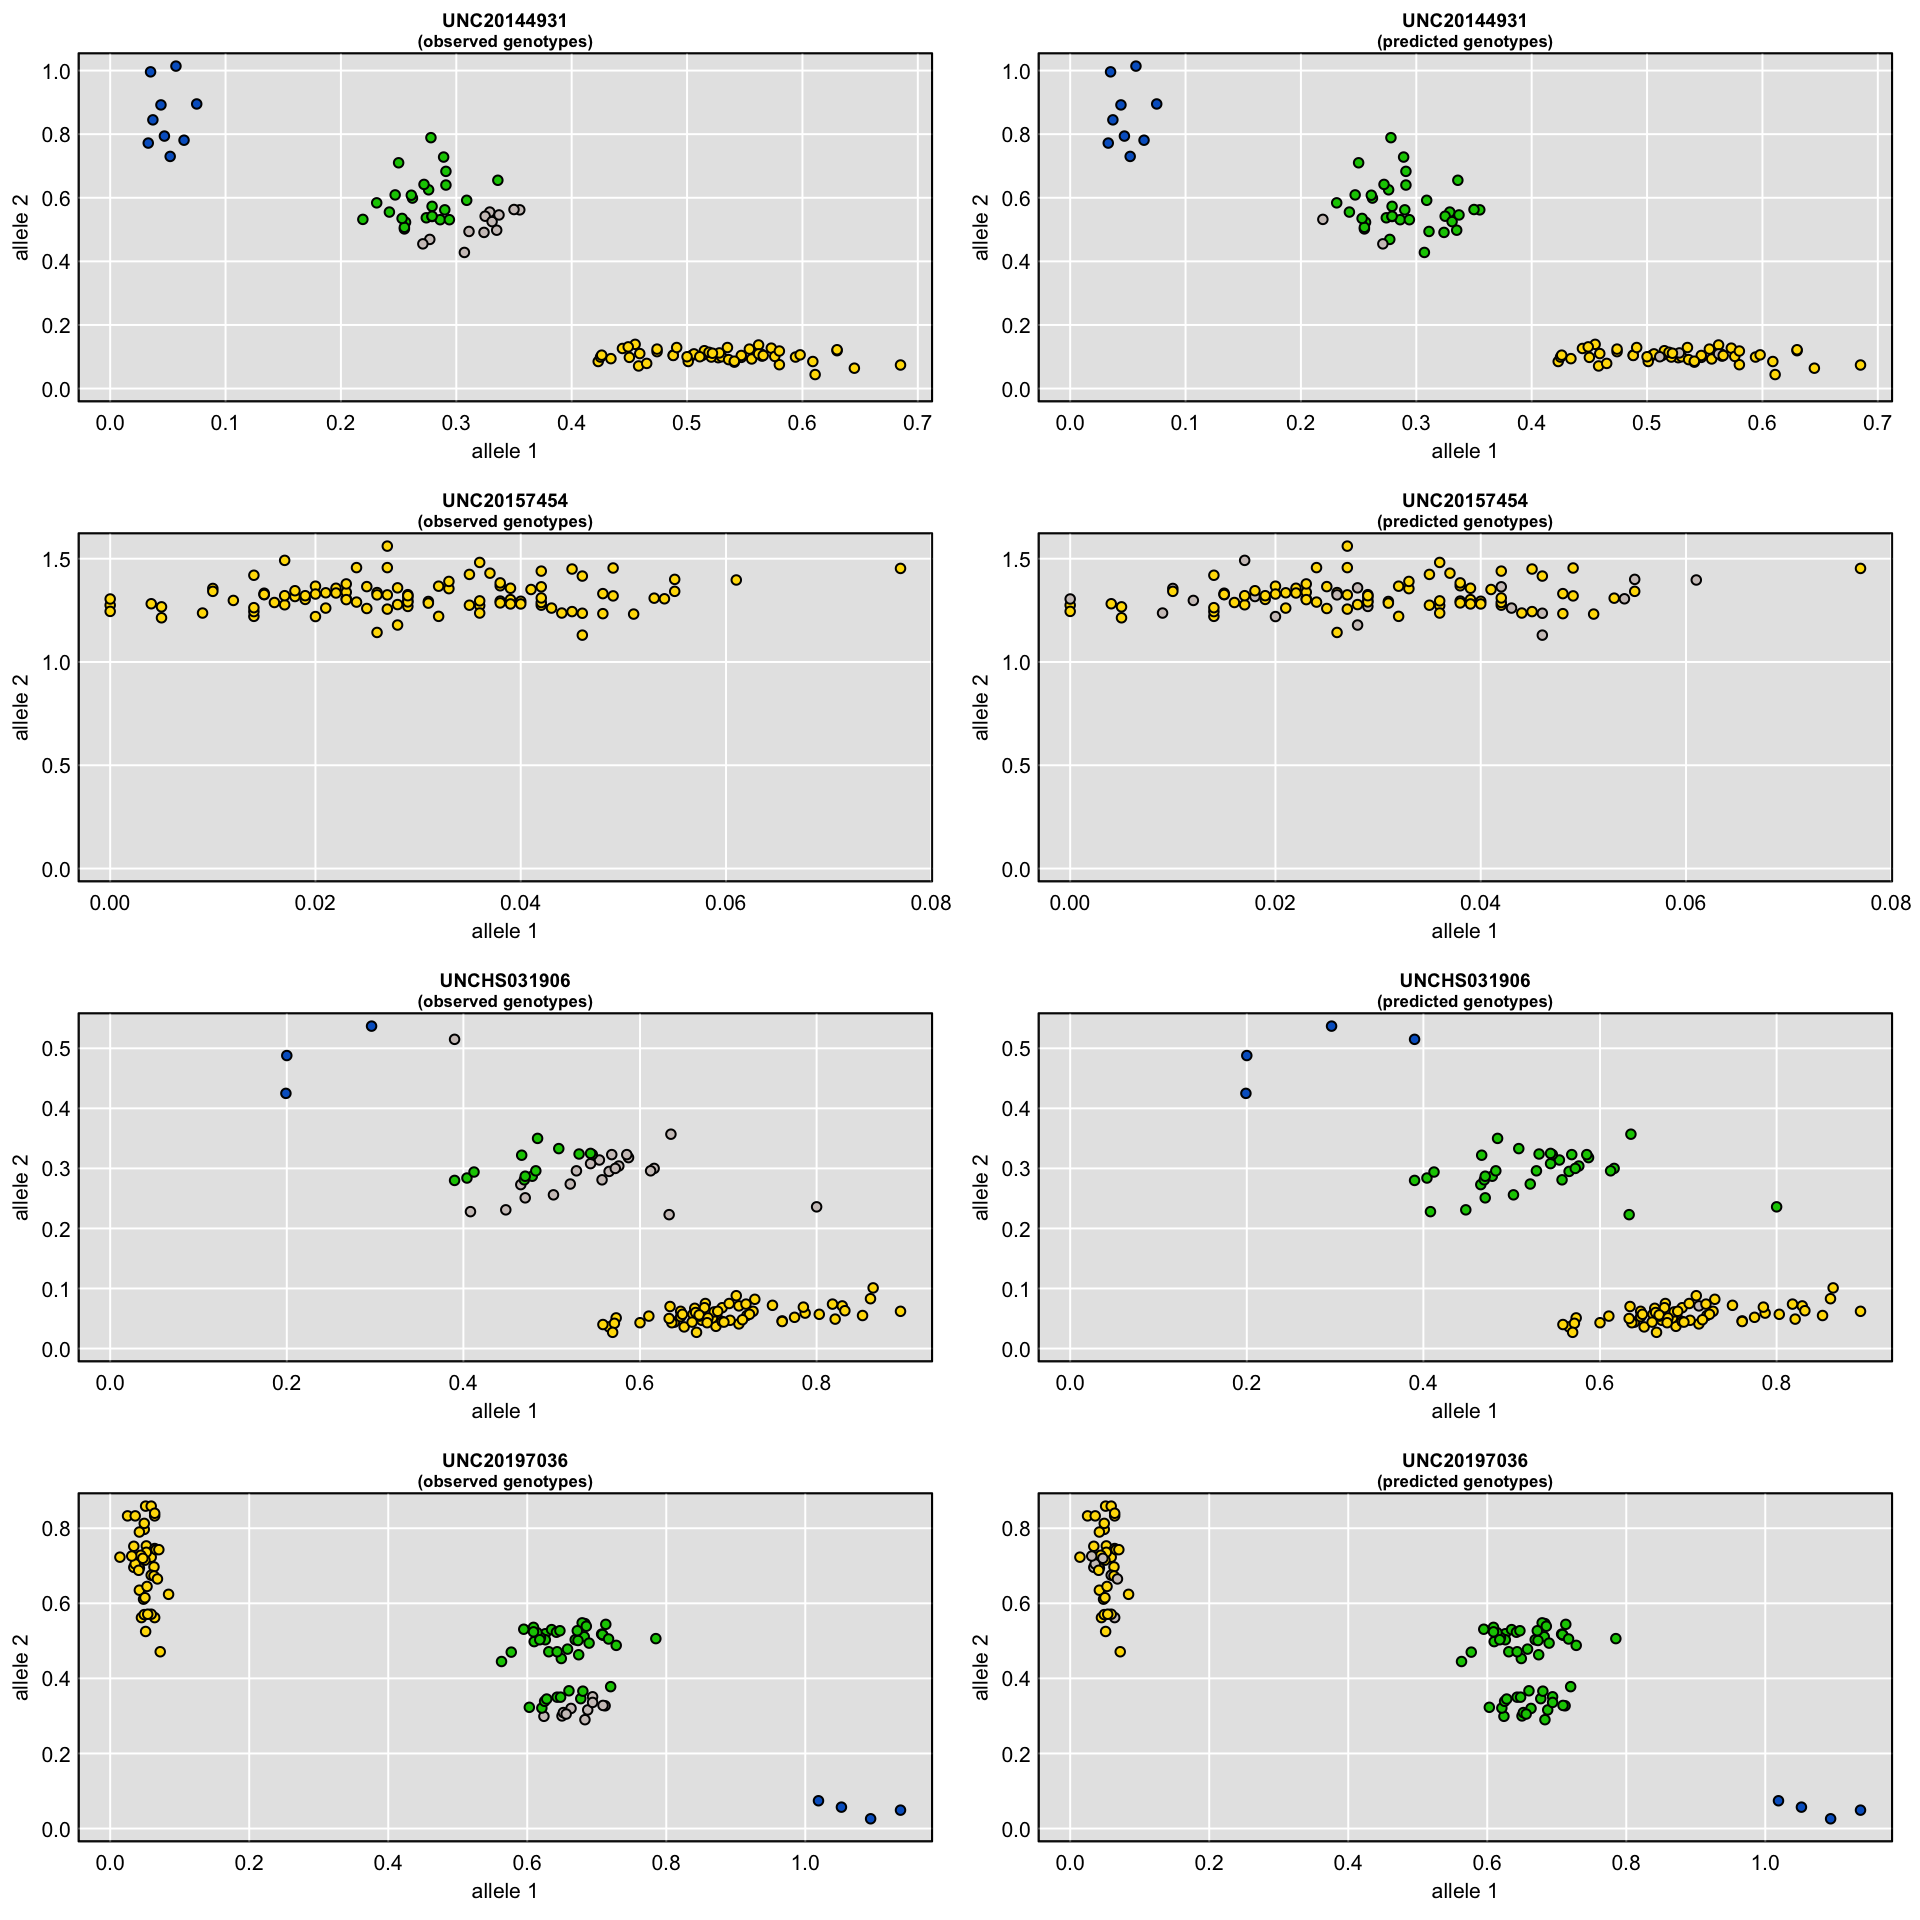 UNC20144931
(observed genotypes)
allele 2
1.0
0.8
0.6
0.4
0.2
0.0
0.0 0.1 0.2 0.3 0.4 0.5 0.6 0.7
allele 1
UNC20144931
(predicted genotypes)
allele 2
1.0
0.8
0.6
0.4
0.2
0.0
0.0 0.1 0.2 0.3 0.4 0.5 0.6 0.7
allele 1
UNC20157454
(observed genotypes)
allele 2
1.5
1.0
0.5
0.0
0.00 0.02 0.04 0.06 0.08
allele 1
UNC20157454
(predicted genotypes)
allele 2
1.5
1.0
0.5
0.0
0.00 0.02 0.04 0.06 0.08
allele 1
UNCHS031906
(observed genotypes)
allele 2
0.5
0.4
0.3
0.2
0.1
0.0
0.0 0.2 0.4 0.6 0.8
allele 1
UNCHS031906
(predicted genotypes)
allele 2
0.5
0.4
0.3
0.2
0.1
0.0
0.0 0.2 0.4 0.6 0.8
allele 1
UNC20197036
(observed genotypes)
allele 2
0.8
0.6
0.4
0.2
0.0
0.0 0.2 0.4 0.6 0.8 1.0
allele 1
UNC20197036
(predicted genotypes)
allele 2
0.8
0.6
0.4
0.2
0.0
0.0 0.2 0.4 0.6 0.8 1.0
allele 1